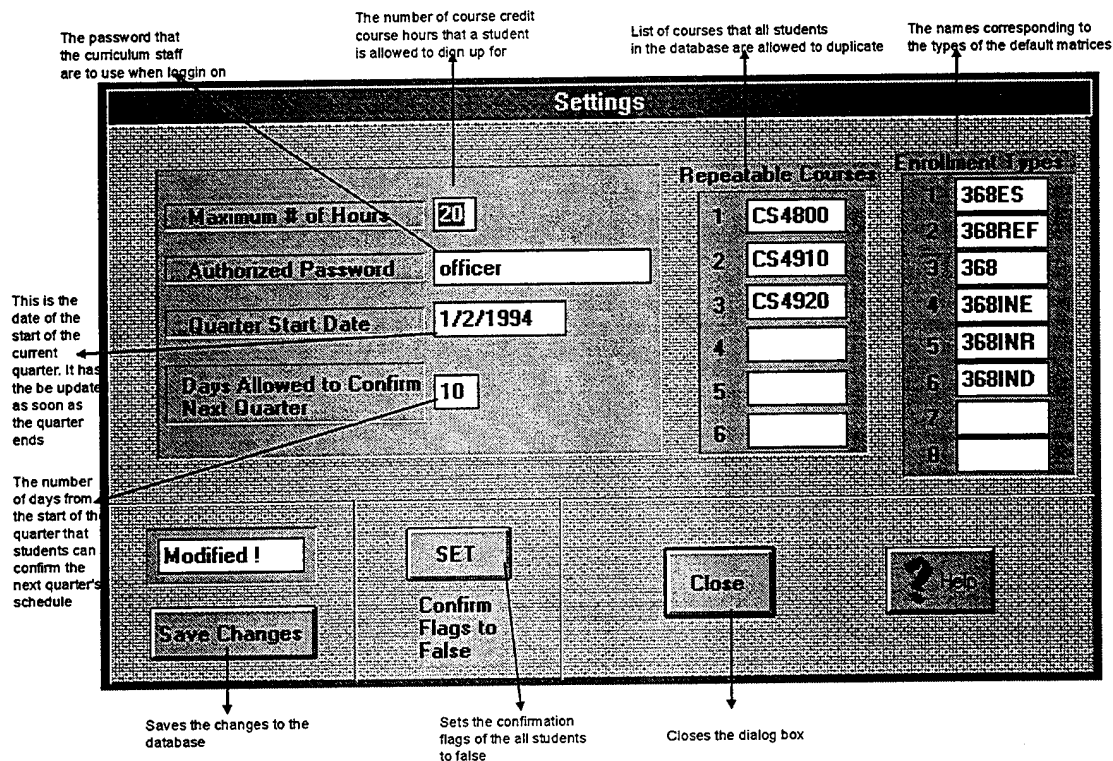 The password that
the curriculum staff
are to use when loggin on
The number of course credit
course hours that a student
is allowed to dign up for
List of courses that all students
in the database are allowed to duplicate
The names corresponding to
the types of the default matrices
Settings
Maximum # of Hours
20
Authorized Password
officer
Quarter Start Date
1/2/1994
Days Allowed to Confirm
Next Quarter
10
Repeatable Courses
1 CS4800
2 CS4910
3 CS4920
4
5
6
Enrollment Types
1 368ES
2 368REF
3 368
4 368INE
5 368INR
6 368IND
7
8
This is the
date of the
start of the
current
quarter. It has
the be update
as soon as
the quarter
ends
The number
of days from
the start of the
quarter that
students can
confirm the
next quarter's
schedule
Modified !
Save Changes
SET
Confirm
Flags to
False
Close
? Help
Saves the changes to the
database
Sets the confirmation
flags of the all students
to false
Closes the dialog box